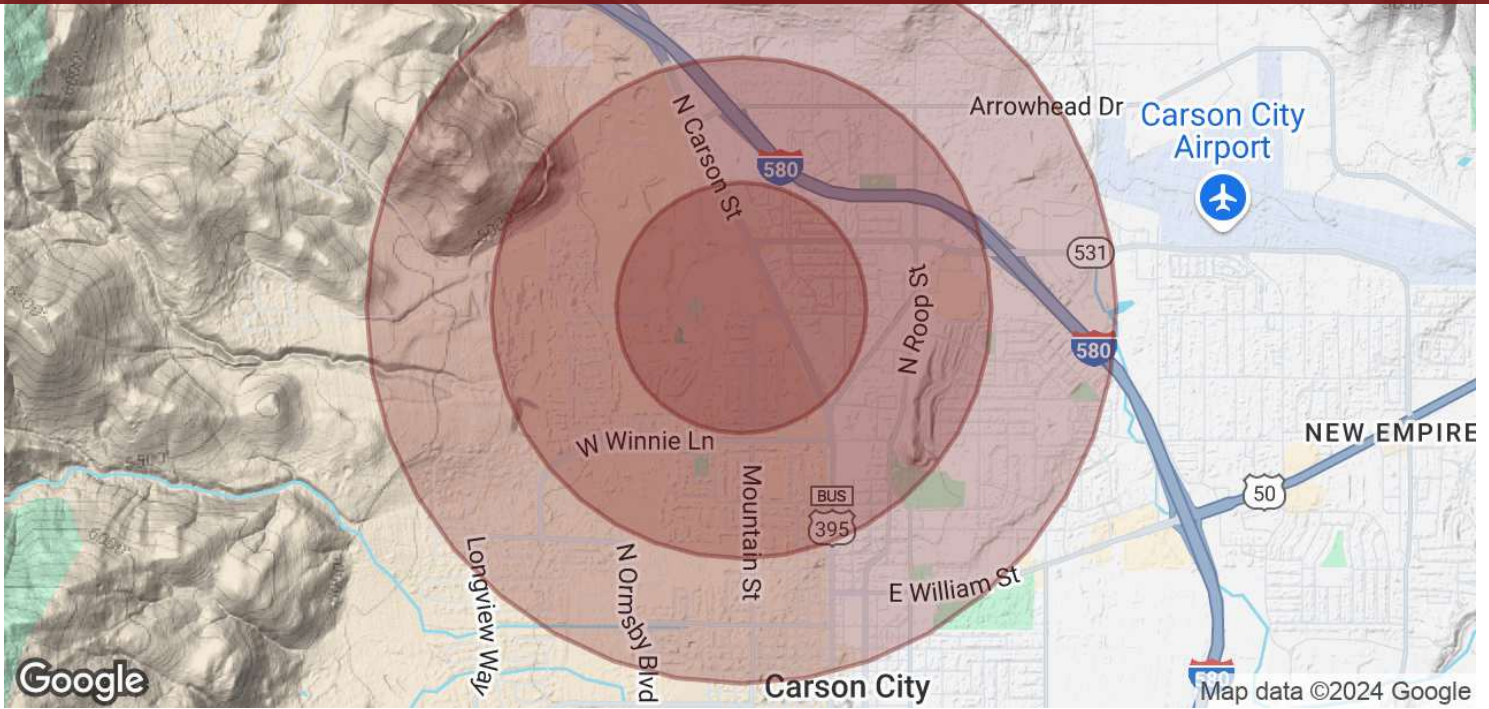 Arrowhead Dr
Carson City
Airport
N Carson St
580
531
N Roop St
580
NEW EMPIRE
W Winnie Ln
50
Mountain St
BUS
395
Longview Way
N Ormsby Blvd
E William St
Carson City
580
Google
Map data ©2024 Google